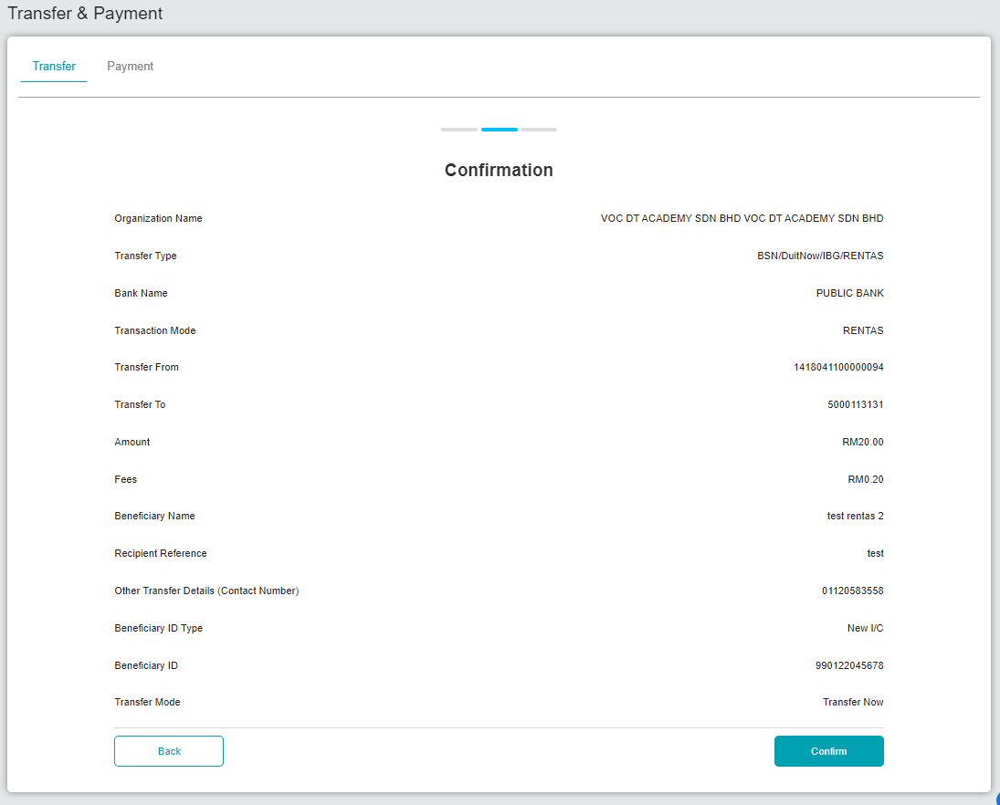 Transfer & Payment
Transfer Payment
Confirmation
Organization Name VOC DT ACADEMY SDN BHD VOC DT ACADEMY SDN BHD
Transfer Type BSN/DuitNow/IBG/RENTAS
Bank Name PUBLIC BANK
Transaction Mode RENTAS
Transfer From 1418041100000094
Transfer To 5000113131
Amount RM20.00
Fees RM0.20
Beneficiary Name test rentas 2
Recipient Reference test
Other Transfer Details (Contact Number) 01120583558
Beneficiary ID Type New I/C
Beneficiary ID 990122045678
Transfer Mode Transfer Now
Back Confirm